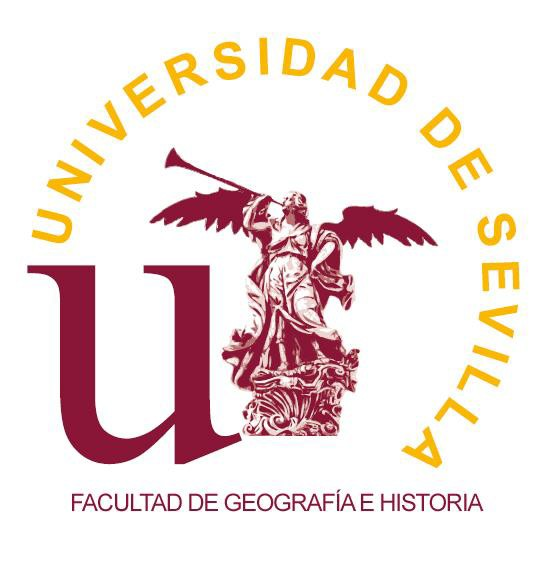 UNIVERSIDAD DE SEVILLA
u
FACULTAD DE GEOGRAFÍA E HISTORIA